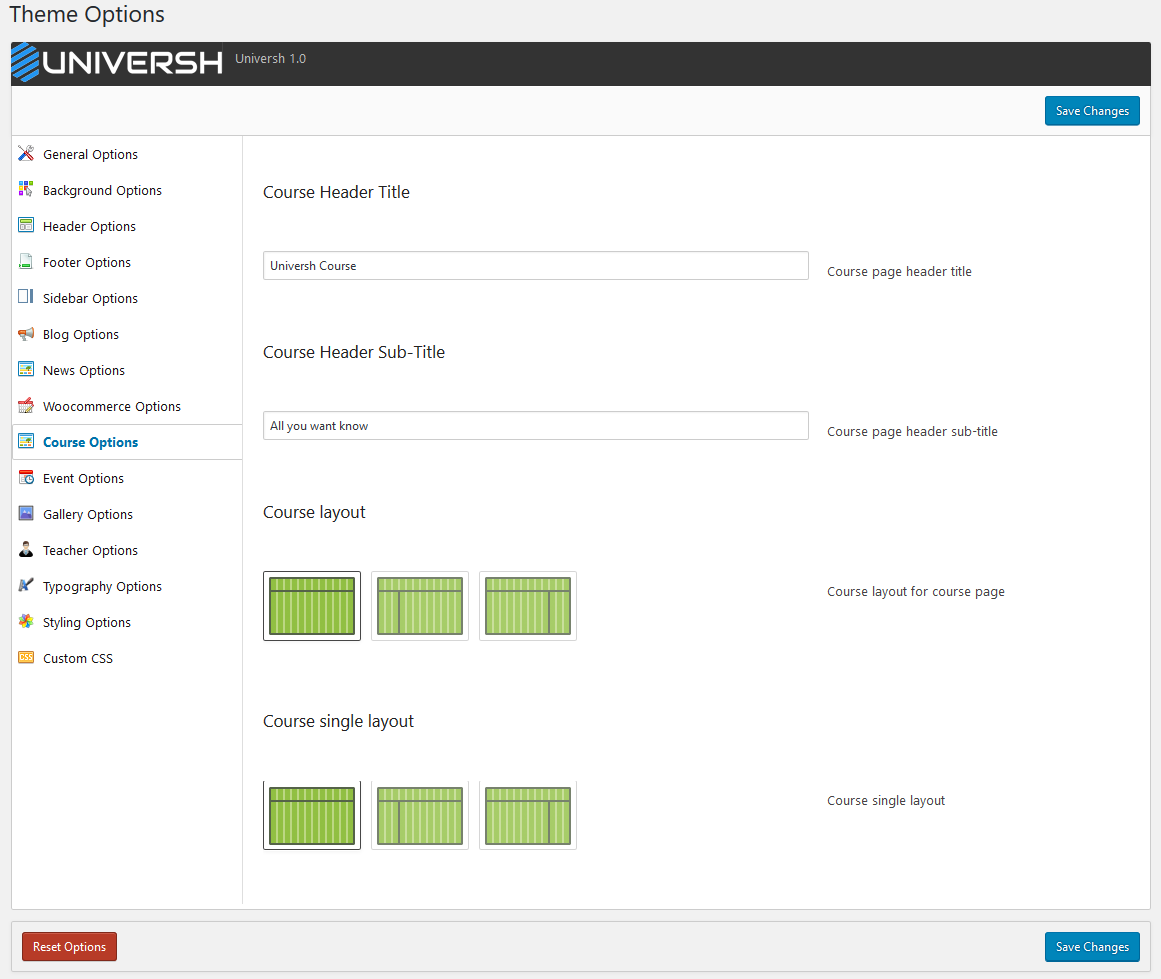 Theme Options
UNIVERSH
Universh 1.0
Save Changes
General Options
Background Options
Header Options
Footer Options
Sidebar Options
Blog Options
News Options
Woocommerce Options
Course Options
Event Options
Gallery Options
Teacher Options
Typography Options
Styling Options
CSS
Custom CSS
Course Header Title
Universh Course
Course page header title
Course Header Sub-Title
All you want know
Course page header sub-title
Course layout
Course layout for course page
Course single layout
Course single layout
Reset Options
Save Changes